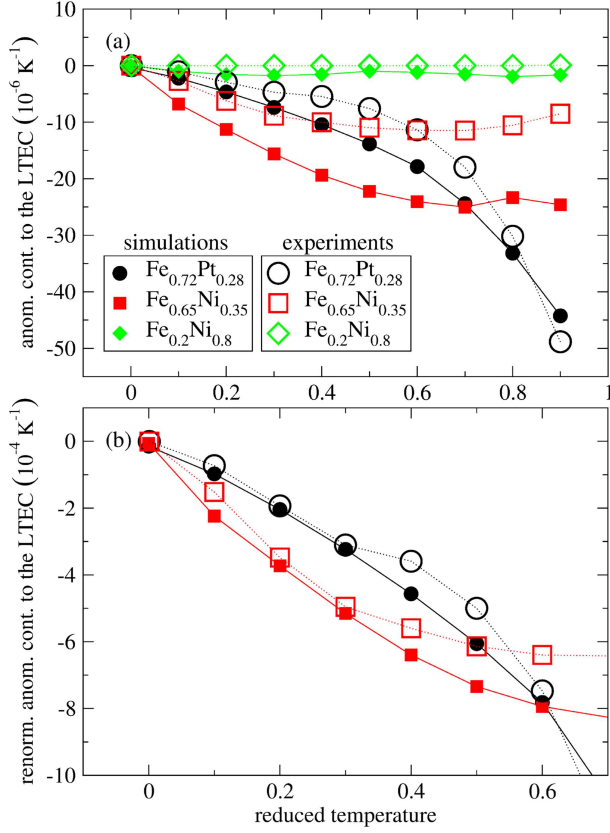 (a)
anom. cont. to the LTEC (10⁻⁶ K⁻¹)
10
0
-10
-20
-30
-40
-50
simulations experiments
Fe₀.₇₂Pt₀.₂₈ Fe₀.₇₂Pt₀.₂₈
Fe₀.₆₅Ni₀.₃₅ Fe₀.₆₅Ni₀.₃₅
Fe₀.₂Ni₀.₈ Fe₀.₂Ni₀.₈
0 0.2 0.4 0.6 0.8 1
(b)
renorm. anom. cont. to the LTEC (10⁻⁴ K⁻¹)
0
-2
-4
-6
-8
-10
0 0.2 0.4 0.6
reduced temperature